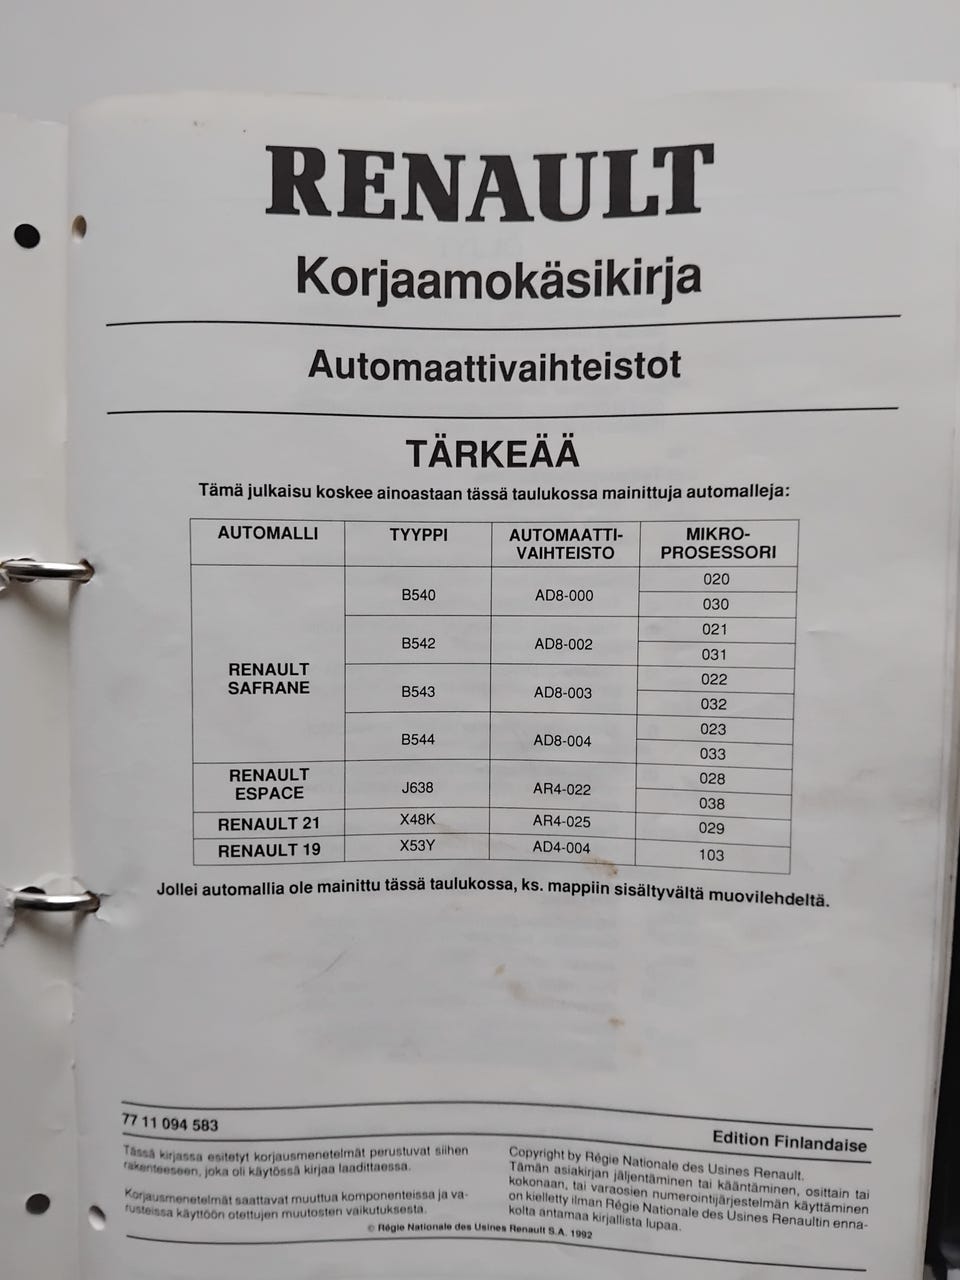 RENAULT
Korjaamokäsikirja
Automaattivaihteistot
TÄRKEÄÄ
Tämä julkaisu koskee ainoastaan tässä taulukossa mainittuja automalleja:
AUTOMALLI TYYPPI AUTOMAATTI- MIKRO-
VAIHTEISTO PROSESSORI
RENAULT
SAFRANE
B540 AD8-000 020
030
B542 AD8-002 021
031
B543 AD8-003 022
032
B544 AD8-004 023
033
RENAULT
ESPACE J638 AR4-022 028
038
RENAULT 21 X48K AR4-025 029
RENAULT 19 X53Y AD4-004 103
Jollei automallia ole mainittu tässä taulukossa, ks. mappiin sisältyvältä muovilehdeltä.
77 11 094 583
Edition Finlandaise
Tässä kirjassa esitetyt korjausmenetelmät perustuvat siihen
rakenteeseen, joka oli käytössä kirjaa laadittaessa.
Korjausmenetelmät saattavat muuttua komponenteissa ja va-
rusteissa käyttöön otettujen muutosten vaikutuksesta.
Copyright by Régie Nationale des Usines Renault.
Tämän asiakirjan jäljentäminen tai kääntäminen, osittain tai
kokonaan, tai varaosien numerointijärjestelmän käyttäminen
on kielletty ilman Régie Nationale des Usines Renaultin enna-
kolta antamaa kirjallista lupaa.
© Régie Nationale des Usines Renault S.A. 1992